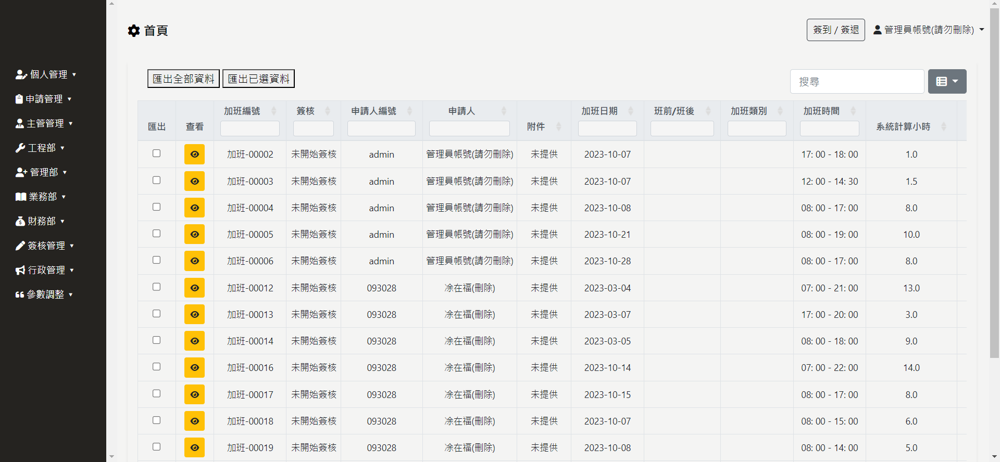 首頁
簽到 / 簽退
管理員帳號(請勿刪除)
個人管理
申請管理
主管管理
工程部
管理部
業務部
財務部
簽核管理
行政管理
參數調整
匯出全部資料 匯出已選資料
搜尋
匯出 查看 加班編號 簽核 申請人編號 申請人 附件 加班日期 班前/班後 加班類別 加班時間 系統計算小時
加班-00002 未開始簽核 admin 管理員帳號(請勿刪除) 未提供 2023-10-07 17: 00 - 18: 00 1.0
加班-00003 未開始簽核 admin 管理員帳號(請勿刪除) 未提供 2023-10-07 12: 00 - 14: 30 1.5
加班-00004 未開始簽核 admin 管理員帳號(請勿刪除) 未提供 2023-10-08 08: 00 - 17: 00 8.0
加班-00005 未開始簽核 admin 管理員帳號(請勿刪除) 未提供 2023-10-21 08: 00 - 19: 00 10.0
加班-00006 未開始簽核 admin 管理員帳號(請勿刪除) 未提供 2023-10-28 08: 00 - 17: 00 8.0
加班-00012 未開始簽核 093028 凃在福(刪除) 未提供 2023-03-04 07: 00 - 21: 00 13.0
加班-00013 未開始簽核 093028 凃在福(刪除) 未提供 2023-03-07 17: 00 - 20: 00 3.0
加班-00014 未開始簽核 093028 凃在福(刪除) 未提供 2023-03-05 08: 00 - 18: 00 9.0
加班-00016 未開始簽核 093028 凃在福(刪除) 未提供 2023-10-14 07: 00 - 22: 00 14.0
加班-00017 未開始簽核 093028 凃在福(刪除) 未提供 2023-10-15 08: 00 - 17: 00 8.0
加班-00018 未開始簽核 093028 凃在福(刪除) 未提供 2023-10-07 08: 00 - 15: 00 6.0
加班-00019 未開始簽核 093028 凃在福(刪除) 未提供 2023-10-08 08: 00 - 14: 00 5.0